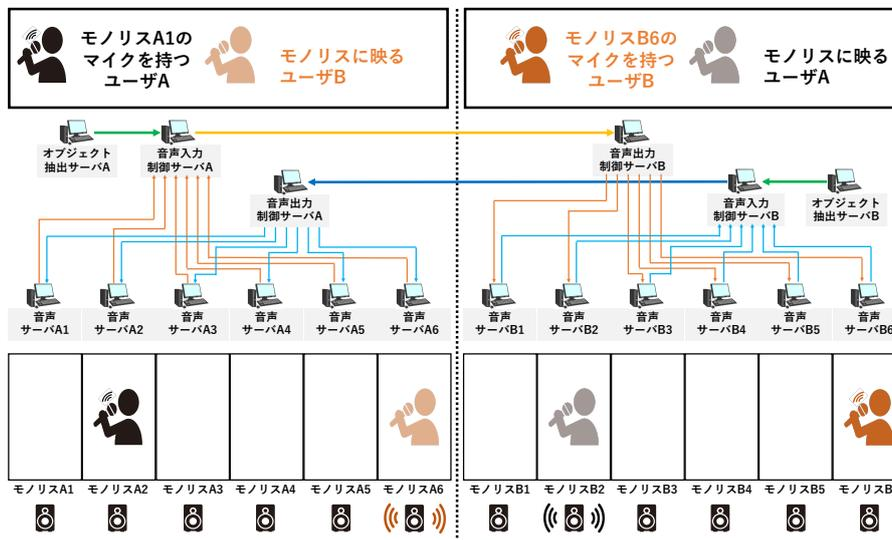 モノリスA1の
マイクを持つ
ユーザA
モノリスに映る
ユーザB
モノリスB6の
マイクを持つ
ユーザB
モノリスに映る
ユーザA
オブジェクト
抽出サーバA
音声入力
制御サーバA
音声出力
制御サーバA
音声出力
制御サーバB
音声入力
制御サーバB
オブジェクト
抽出サーバB
音声
サーバA1
音声
サーバA2
音声
サーバA3
音声
サーバA4
音声
サーバA5
音声
サーバA6
音声
サーバB1
音声
サーバB2
音声
サーバB3
音声
サーバB4
音声
サーバB5
音声
サーバB6
モノリスA1
モノリスA2
モノリスA3
モノリスA4
モノリスA5
モノリスA6
モノリスB1
モノリスB2
モノリスB3
モノリスB4
モノリスB5
モノリスB